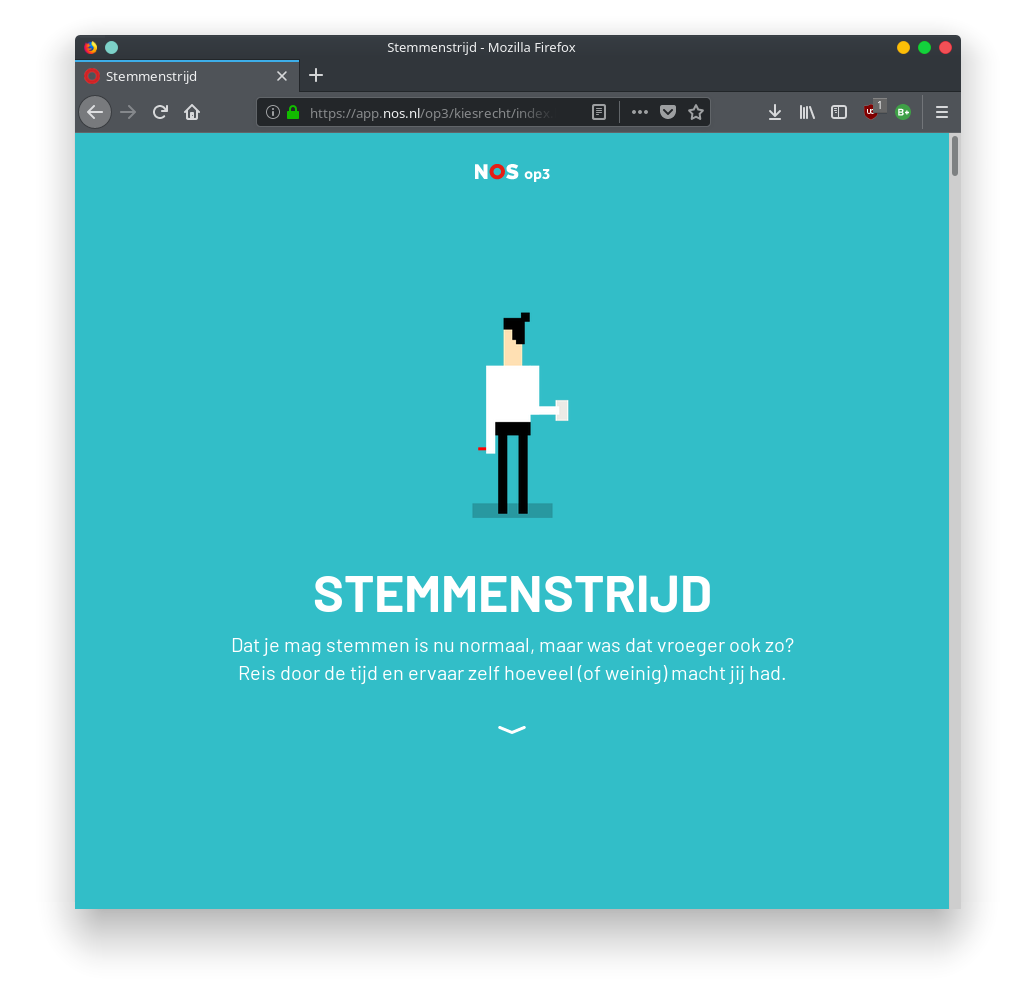 Stemmenstrijd - Mozilla Firefox
Stemmenstrijd
https://app.nos.nl/op3/kiesrecht/index
1
B+
NOS op3
STEMMENSTRIJD
Dat je mag stemmen is nu normaal, maar was dat vroeger ook zo?
Reis door de tijd en ervaar zelf hoeveel (of weinig) macht jij had.